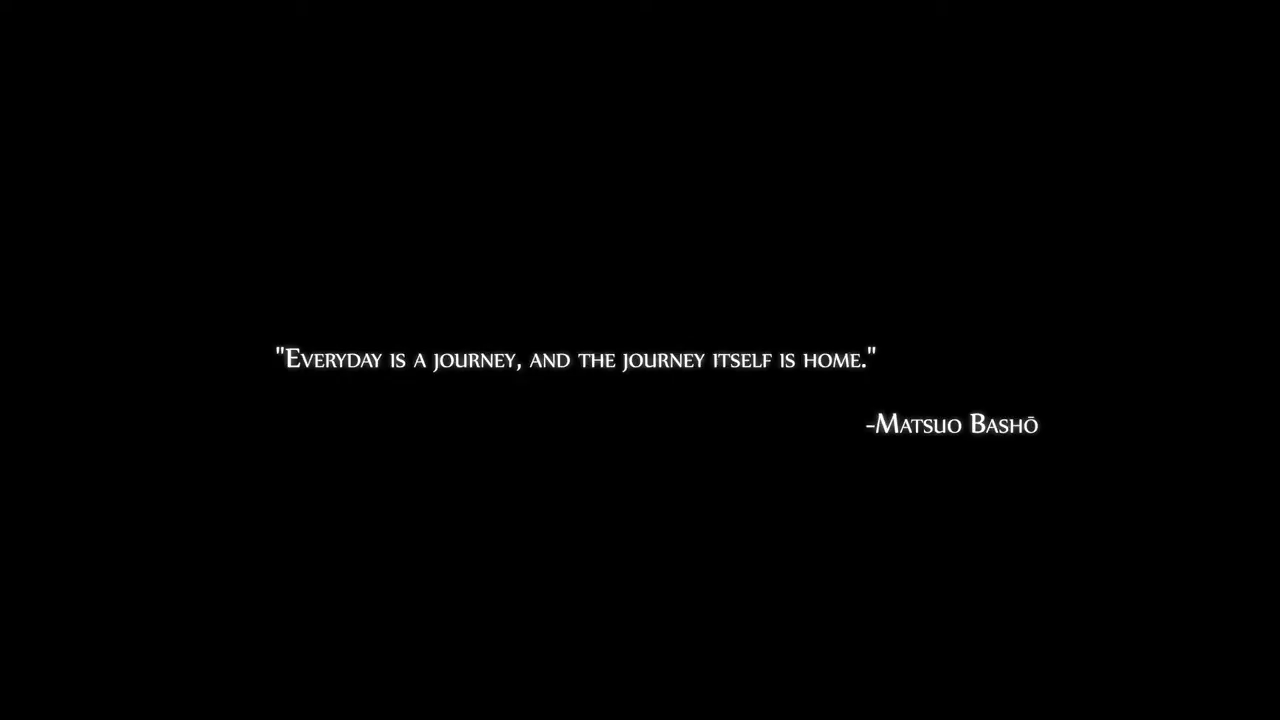 "Everyday is a journey, and the journey itself is home."
-Matsuo Bashō